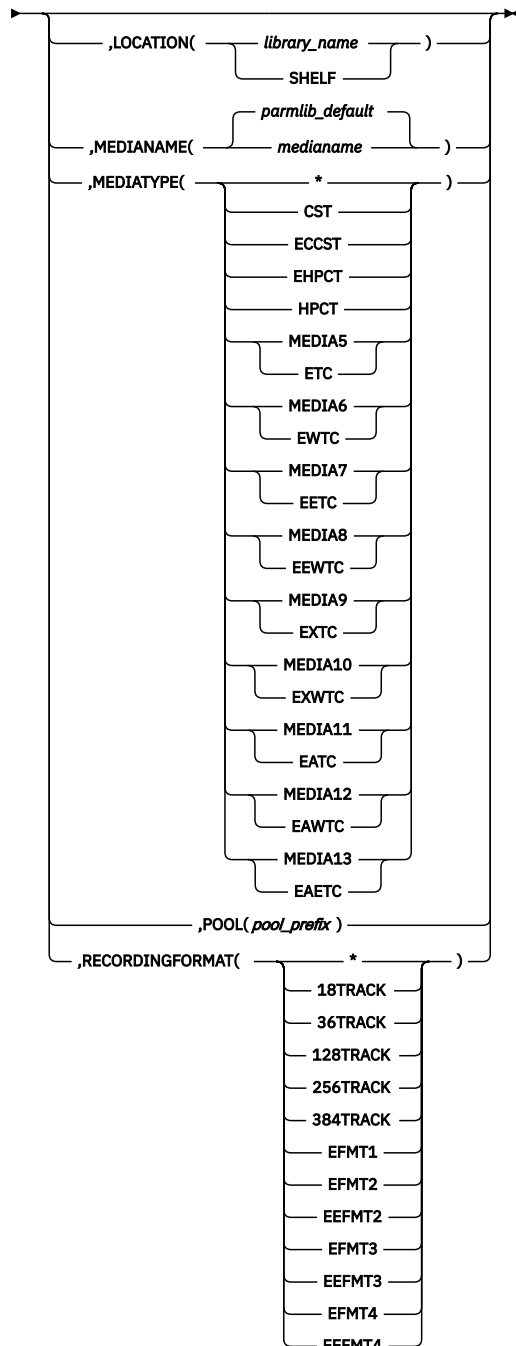 ,LOCATION( library_name )
SHELF
parmlib_default
,MEDIANAME( medianame )
,MEDIATYPE( * )
CST
ECCST
EHPCT
HPCT
MEDIA5
ETC
MEDIA6
EWTC
MEDIA7
EETC
MEDIA8
EEWTC
MEDIA9
EXTC
MEDIA10
EXWTC
MEDIA11
EATC
MEDIA12
EAWTC
MEDIA13
EAETC
,POOL( pool_prefix )
,RECORDINGFORMAT( * )
18TRACK
36TRACK
128TRACK
256TRACK
384TRACK
EFMT1
EFMT2
EEFMT2
EFMT3
EEFMT3
EFMT4
EEFMT4